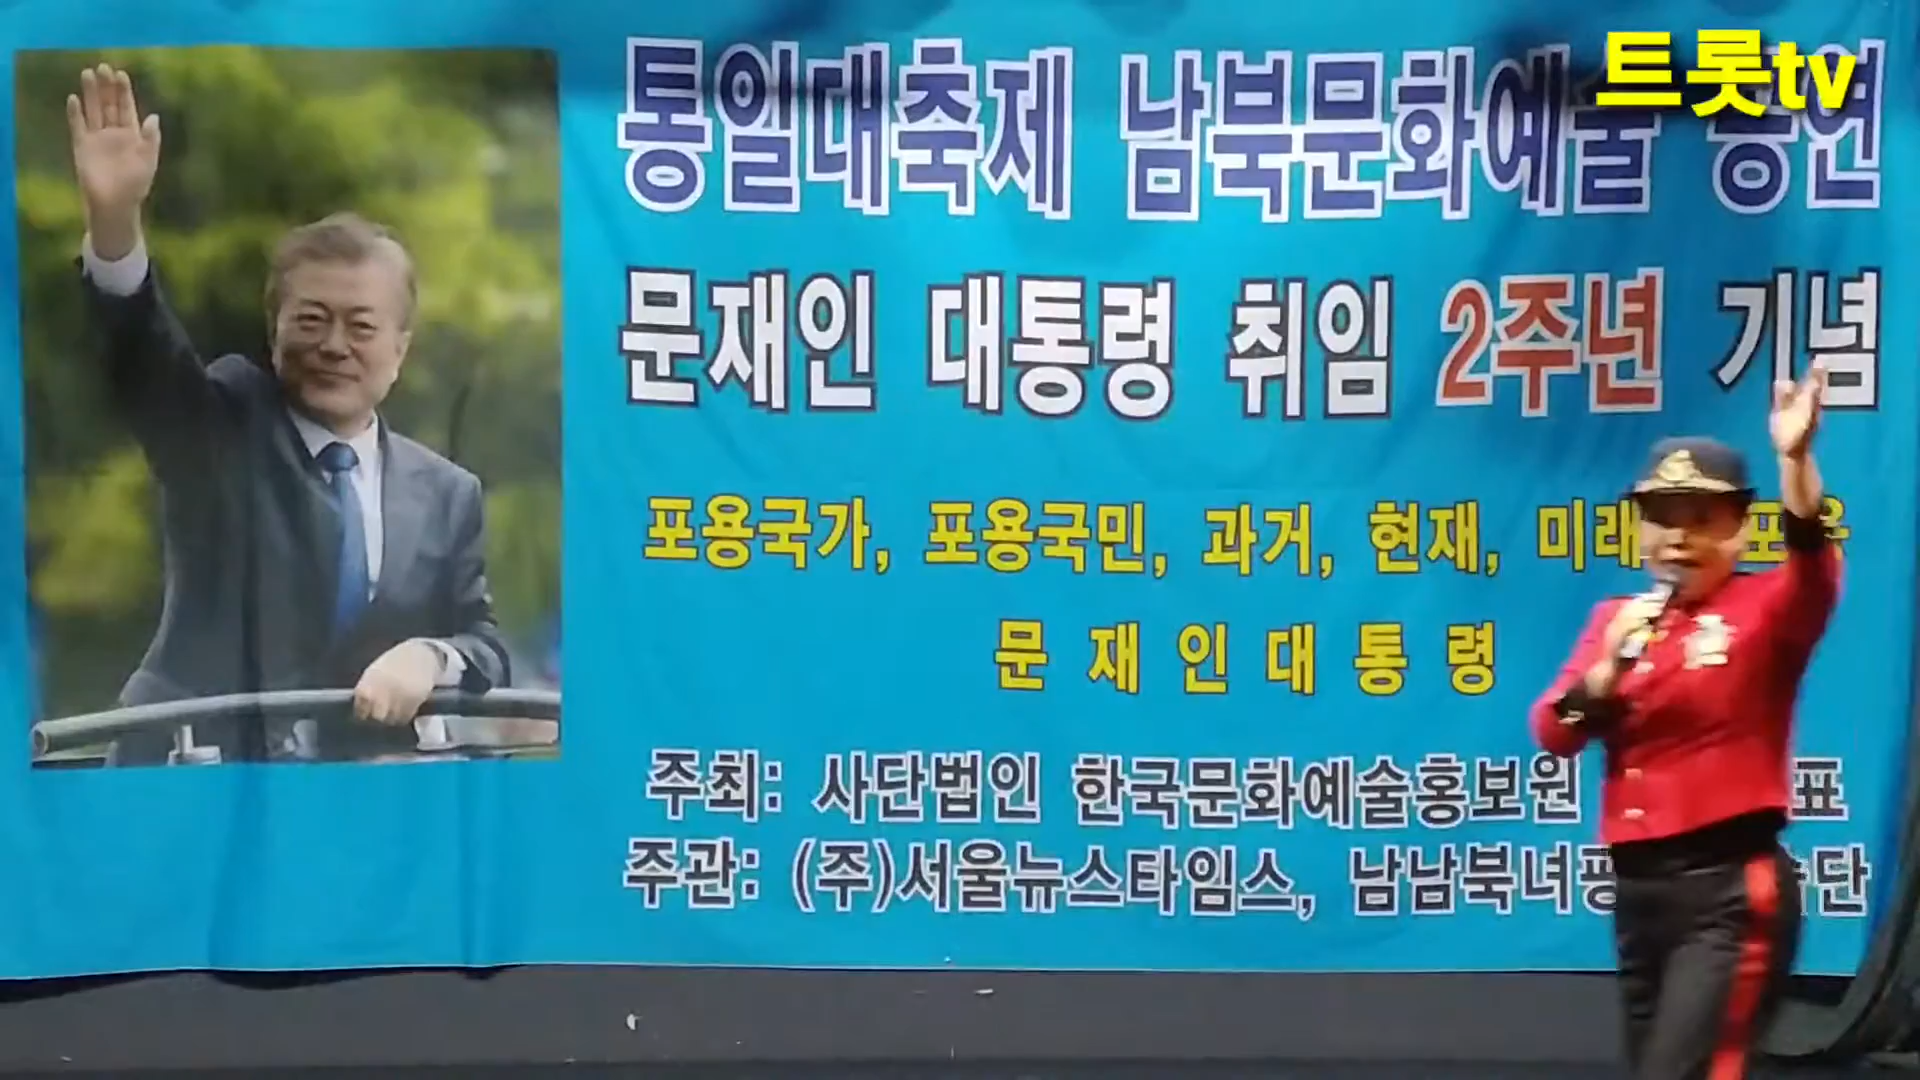 트롯tv
통일대축제 남북문화예술 공연
문재인 대통령 취임 2주년 기념
포용국가, 포용국민, 과거, 현재, 미래
문재인대통령
주최: 사단법인 한국문화예술홍보원
주관: (주)서울뉴스타임스, 남남북녀